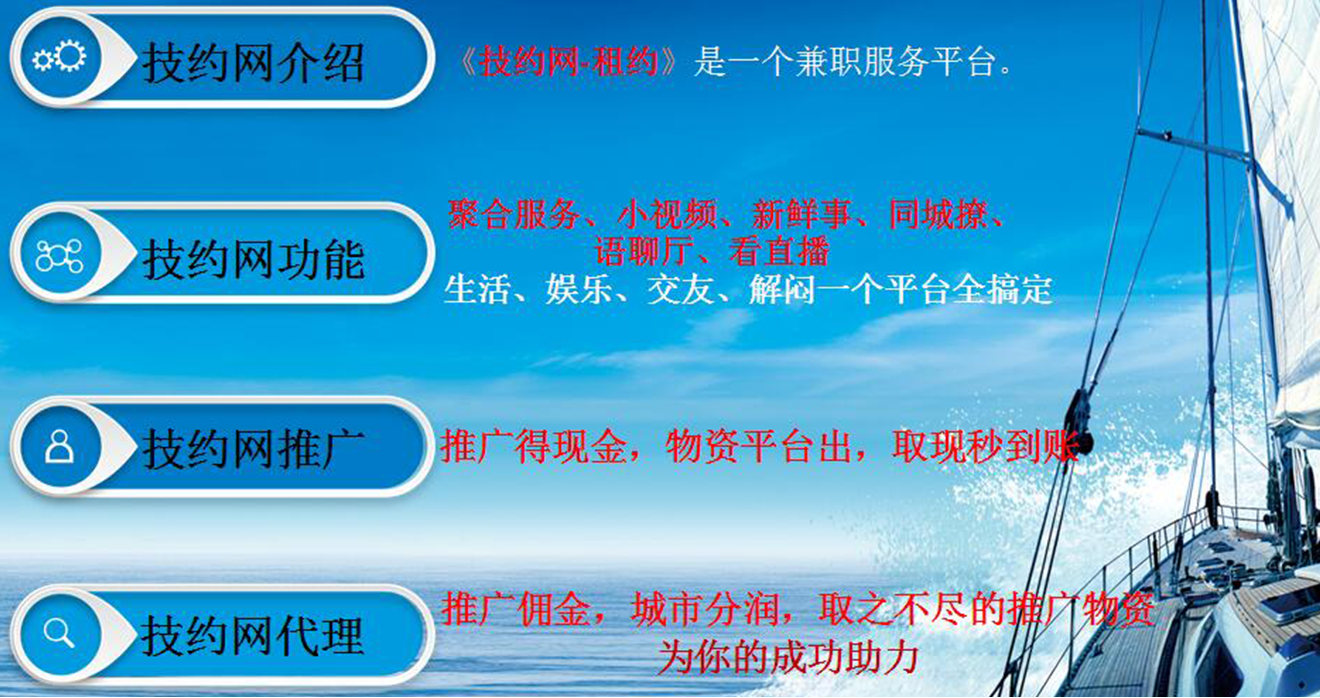 技约网介绍
《技约网-租约》是一个兼职服务平台。
技约网功能
聚合服务、小视频、新鲜事、同城撩、
语聊厅、看直播
生活、娱乐、交友、解闷一个平台全搞定
技约网推广
推广得现金，物资平台出，取现秒到账
技约网代理
推广佣金，城市分润，取之不尽的推广物资
为你的成功助力